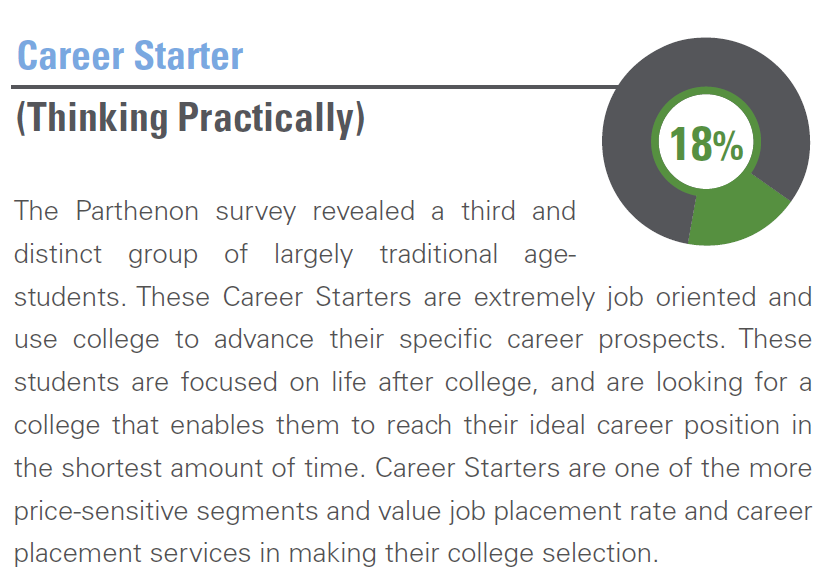 Career Starter
(Thinking Practically)
18%
The Parthenon survey revealed a third and
distinct group of largely traditional age-
students. These Career Starters are extremely job oriented and
use college to advance their specific career prospects. These
students are focused on life after college, and are looking for a
college that enables them to reach their ideal career position in
the shortest amount of time. Career Starters are one of the more
price-sensitive segments and value job placement rate and career
placement services in making their college selection.